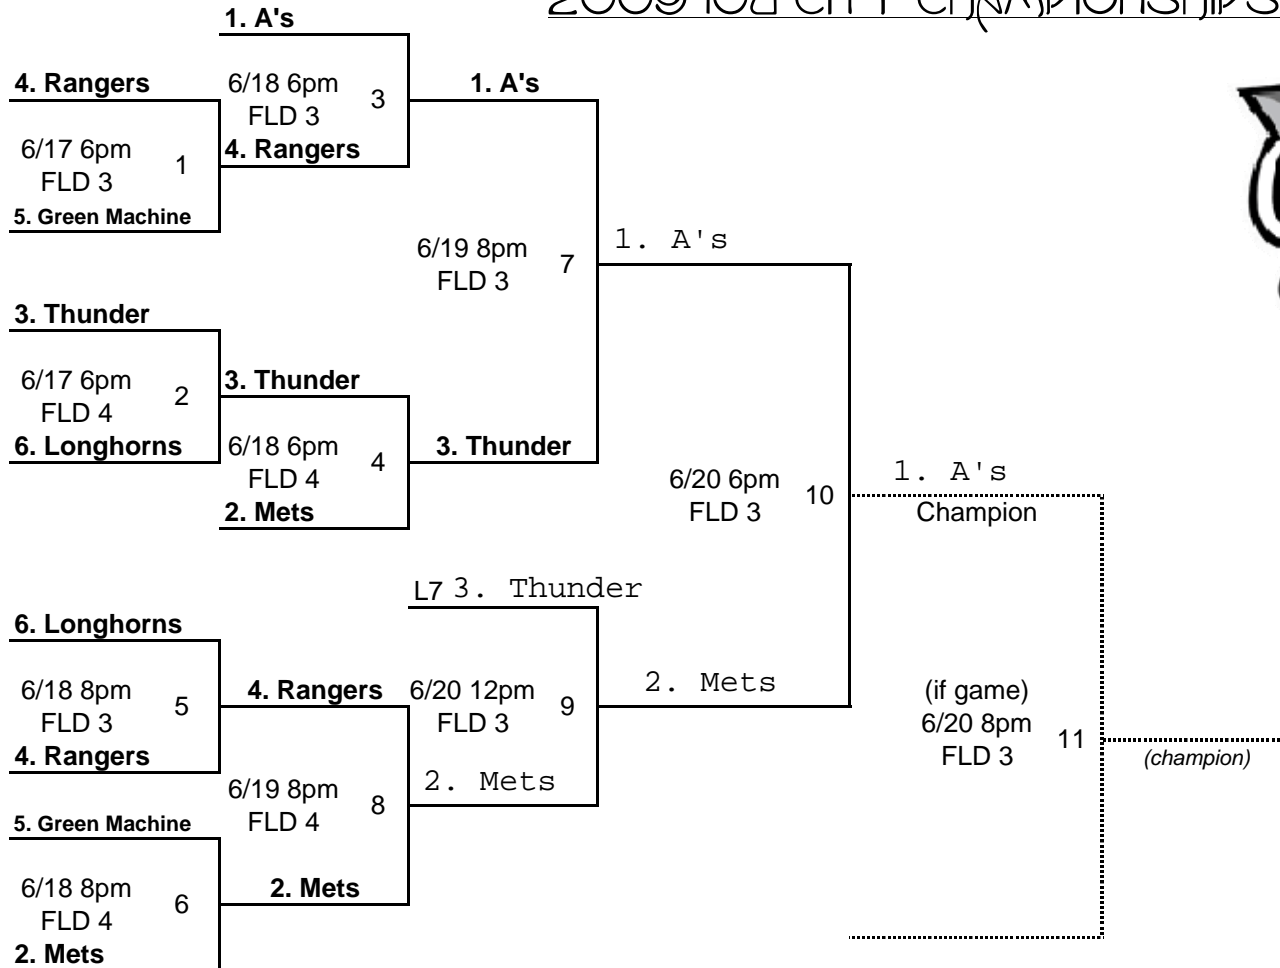 2009 10U CITY CHAMPIONSHIPS
1. A's
4. Rangers
6/18 6pm
FLD 3
3
1. A's
6/17 6pm
FLD 3
1
4. Rangers
5. Green Machine
6/19 8pm
FLD 3
7
1. A's
3. Thunder
6/17 6pm
FLD 4
2
3. Thunder
6. Longhorns
6/18 6pm
FLD 4
4
3. Thunder
2. Mets
6/20 6pm
FLD 3
10
1. A's
Champion
L7 3. Thunder
6. Longhorns
6/18 8pm
FLD 3
5
4. Rangers
4. Rangers
6/20 12pm
FLD 3
9
2. Mets
(if game)
6/20 8pm
FLD 3
11
(champion)
5. Green Machine
6/19 8pm
FLD 4
8
2. Mets
6/18 8pm
FLD 4
6
2. Mets
2. Mets